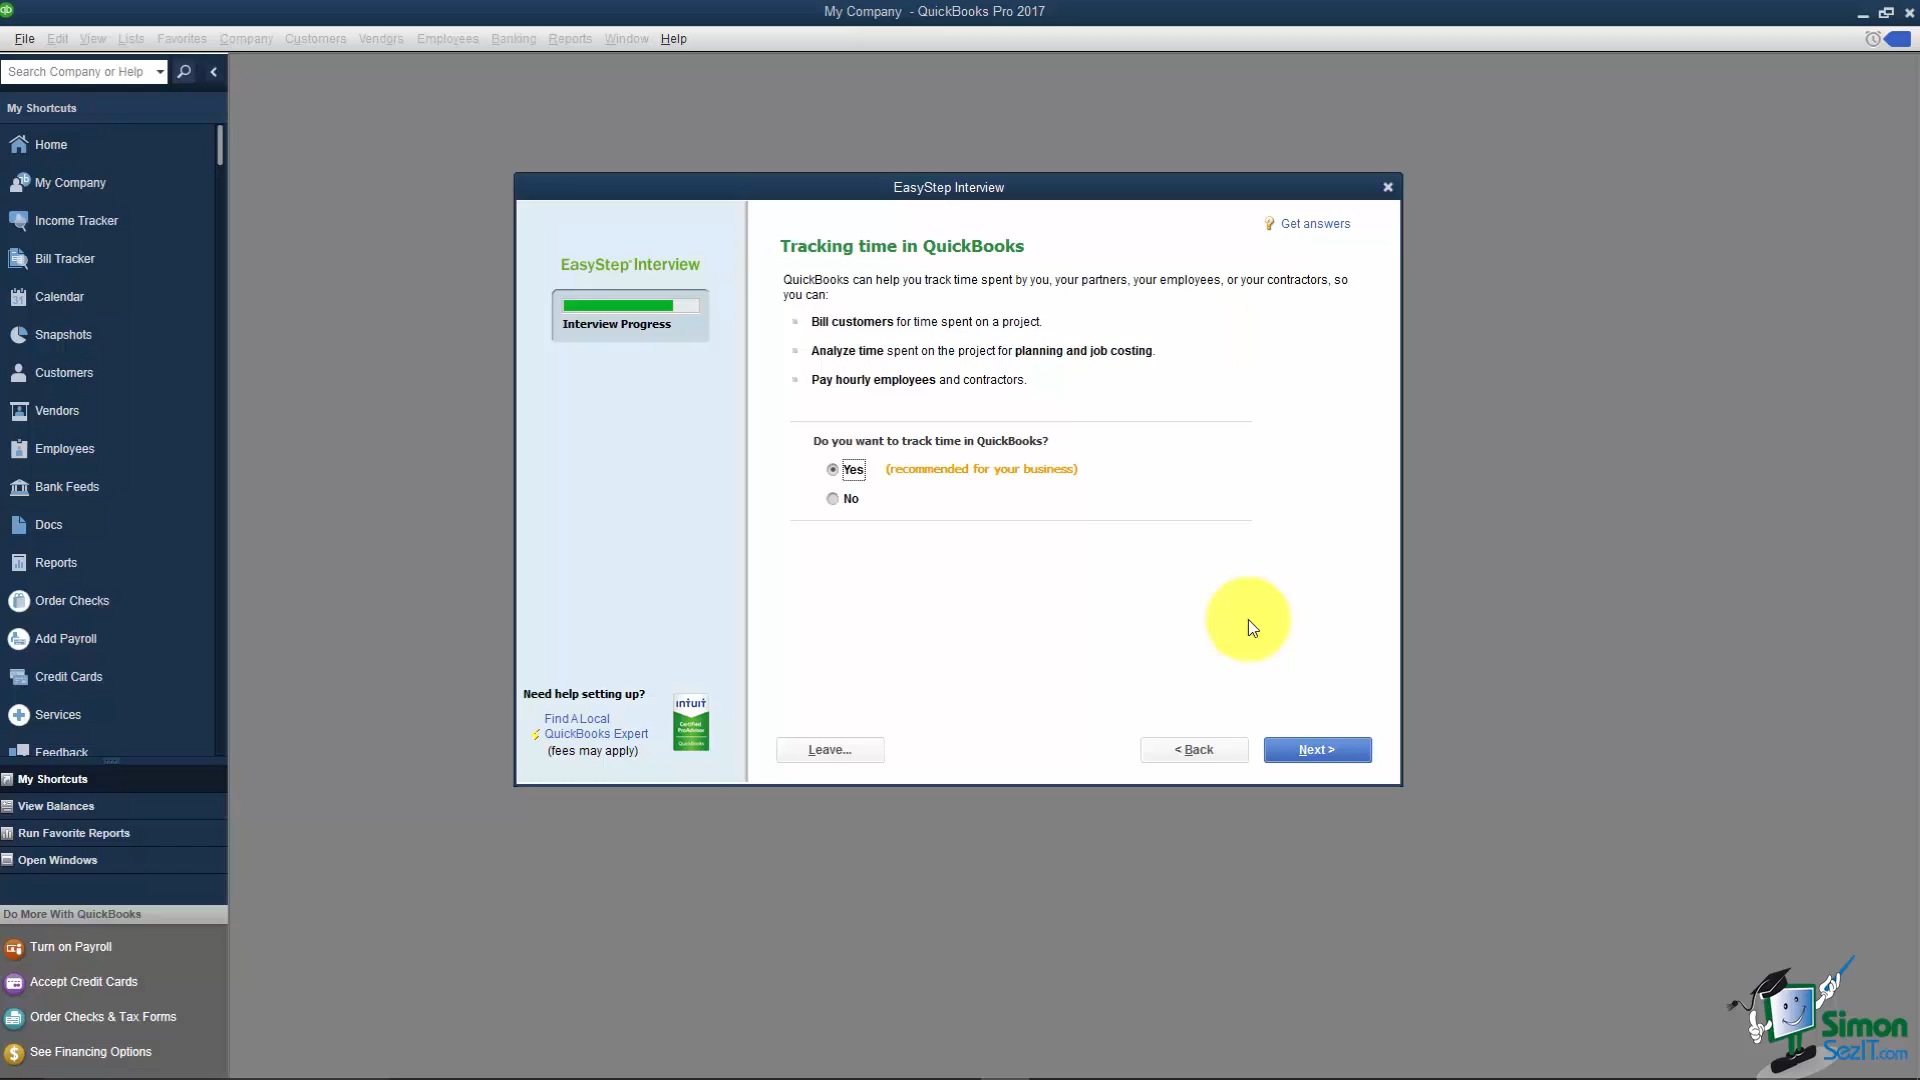 My Company - QuickBooks Pro 2017
File Edit View Lists Favorites Company Customers Vendors Employees Banking Reports Window Help
Search Company or Help
My Shortcuts
Home
My Company
Income Tracker
Bill Tracker
Calendar
Snapshots
Customers
Vendors
Employees
Bank Feeds
Docs
Reports
Order Checks
Add Payroll
Credit Cards
Services
Feedback
My Shortcuts
View Balances
Run Favorite Reports
Open Windows
Do More With QuickBooks
Turn on Payroll
Accept Credit Cards
Order Checks & Tax Forms
See Financing Options
EasyStep Interview
EasyStep Interview
Interview Progress
Need help setting up?
Find A Local
QuickBooks Expert
(fees may apply)
intuit
Certified
ProAdvisor
QuickBooks
Get answers
Tracking time in QuickBooks
QuickBooks can help you track time spent by you, your partners, your employees, or your contractors, so
you can:
Bill customers for time spent on a project.
Analyze time spent on the project for planning and job costing.
Pay hourly employees and contractors.
Do you want to track time in QuickBooks?
Yes (recommended for your business)
No
Leave...
< Back
Next >
Simon
SezIT.com